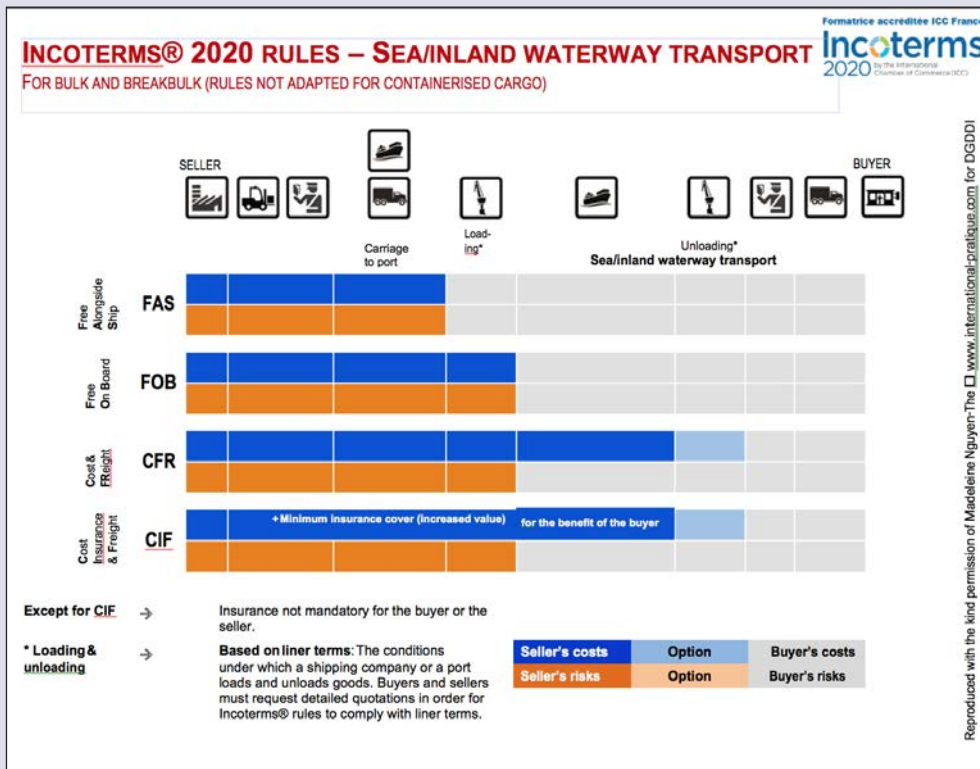 Formatrice accréditée ICC France
INCOTERMS® 2020 RULES – SEA/INLAND WATERWAY TRANSPORT
Incoterms
2020 by the International
Chamber of Commerce (ICC)
FOR BULK AND BREAKBULK (RULES NOT ADAPTED FOR CONTAINERISED CARGO)
SELLER
BUYER
Carriage
to port
Load-
ing*
Unloading*
Sea/inland waterway transport
Free
Alongside
Ship
FAS
Free
On Board
FOB
Cost&
FReight
CFR
Cost
Insurance
& Freight
CIF
+Minimum insurance cover (increased value)
for the benefit of the buyer
Except for CIF →
Insurance not mandatory for the buyer or the
seller.
* Loading &
unloading
→
Based on liner terms: The conditions
under which a shipping company or a port
loads and unloads goods. Buyers and sellers
must request detailed quotations in order for
Incoterms® rules to comply with liner terms.
Seller's costs Option Buyer's costs
Seller's risks Option Buyer's risks
Reproduced with the kind permission of Madeleine Nguyen-The □ www.international-pratique.com for DGDDI